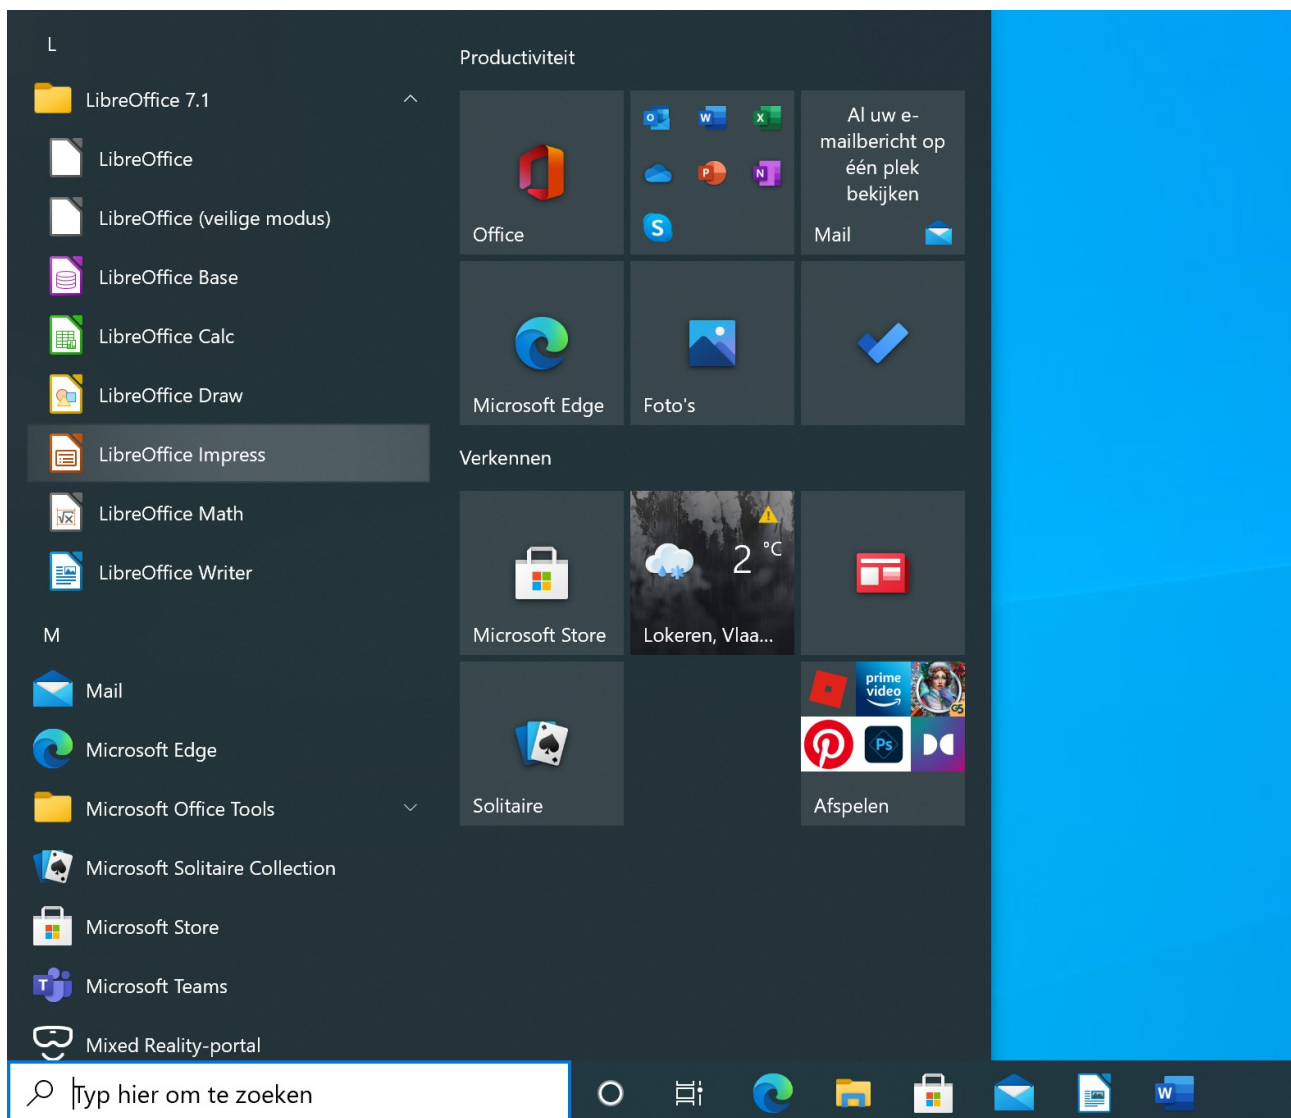 L
LibreOffice 7.1
LibreOffice
LibreOffice (veilige modus)
LibreOffice Base
LibreOffice Calc
LibreOffice Draw
LibreOffice Impress
LibreOffice Math
LibreOffice Writer
M
Mail
Microsoft Edge
Microsoft Office Tools
Microsoft Solitaire Collection
Microsoft Store
Microsoft Teams
Mixed Reality-portal
Productiviteit
Office
Al uw e-
mailbericht op
één plek
bekijken
Mail
Microsoft Edge
Foto's
Verkennen
Microsoft Store
2 °C
Lokeren, Vlaa...
Solitaire
prime
video
G5
Ps
Afspelen
Typ hier om te zoeken